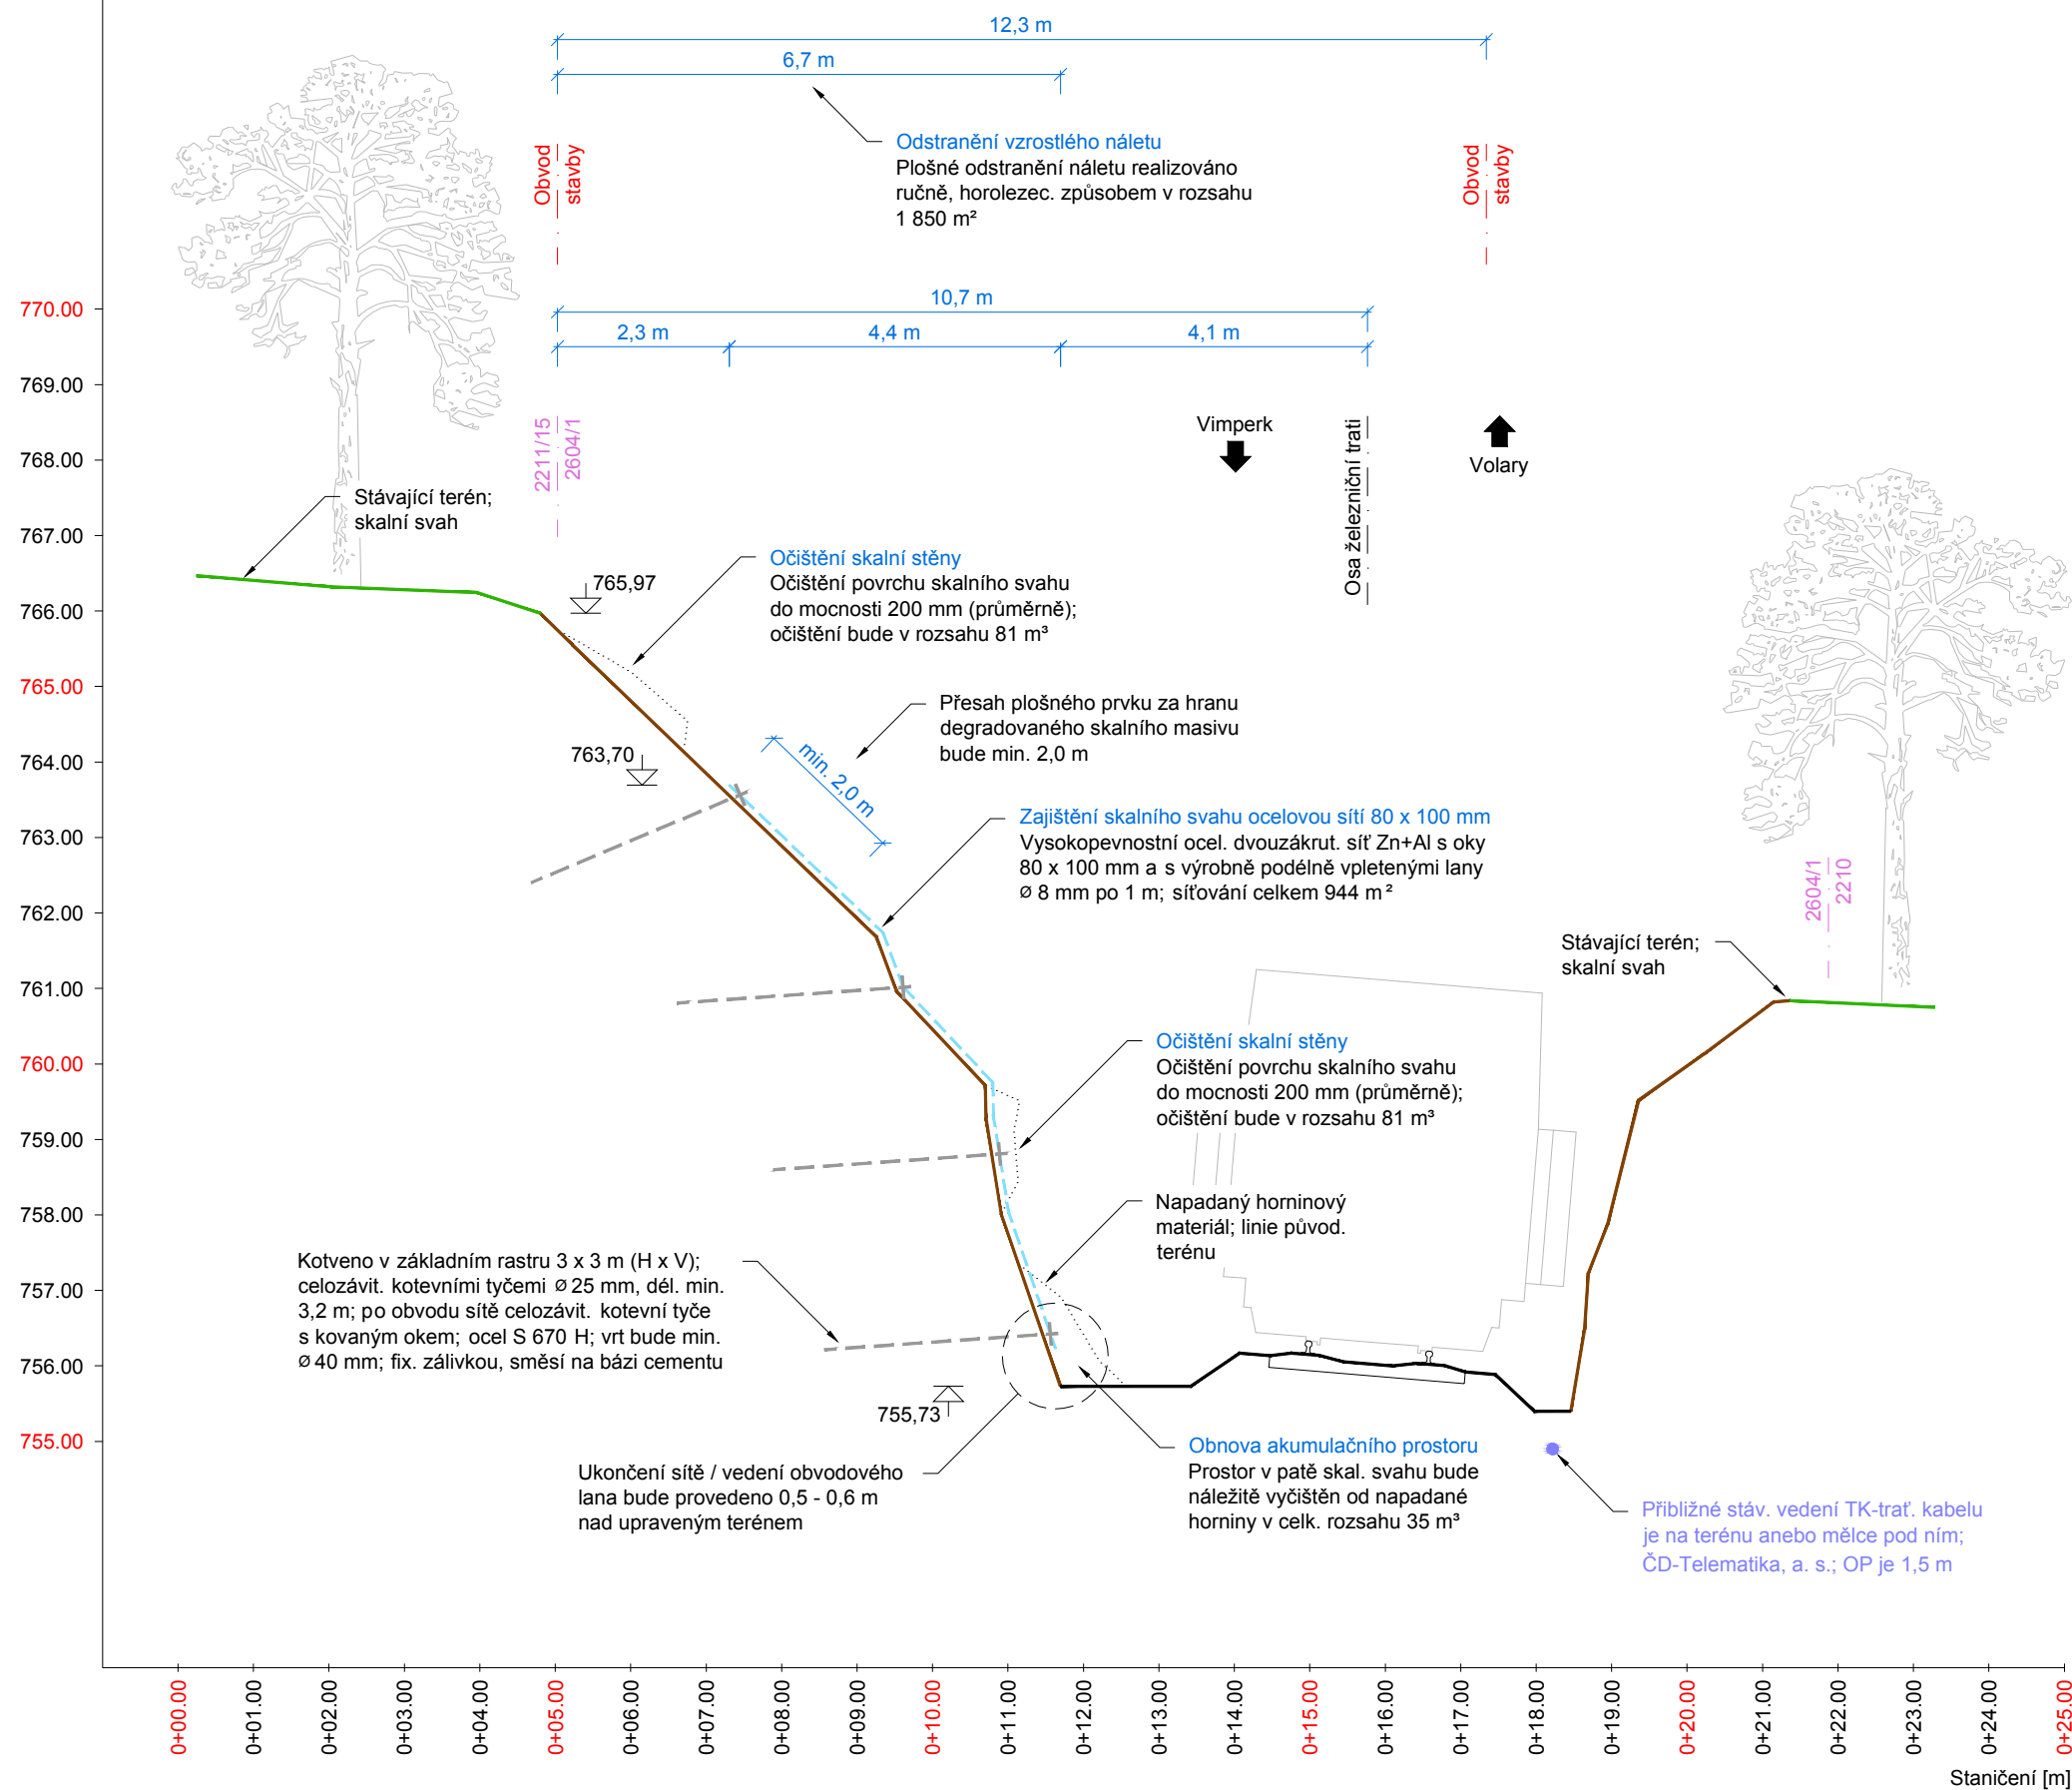 12,3 m
6,7 m
Odstranění vzrostlého náletu
Plošné odstranění náletu realizováno
ručně, horolezec. způsobem v rozsahu
1 850 m²
Obvod
stavby
Obvod
stavby
10,7 m
2,3 m
4,4 m
4,1 m
770.00
769.00
768.00
767.00
766.00
765.00
764.00
763.00
762.00
761.00
760.00
759.00
758.00
757.00
756.00
755.00
2211/15
2604/1
Vimperk
Osa železniční trati
Volary
Stávající terén;
skalní svah
Očištění skalní stěny
Očištění povrchu skalního svahu
do mocnosti 200 mm (průměrně);
očištění bude v rozsahu 81 m³
765,97
Přesah plošného prvku za hranu
degradovaného skalního masivu
bude min. 2,0 m
763,70
min. 2,0 m
Zajištění skalního svahu ocelovou sítí 80 x 100 mm
Vysokopevnostní ocel. dvouzákrut. síť Zn+Al s oky
80 x 100 mm a s výrobně podélně vpletenými lany
Ø 8 mm po 1 m; síťování celkem 944 m²
2604/1
2210
Stávající terén;
skalní svah
Očištění skalní stěny
Očištění povrchu skalního svahu
do mocnosti 200 mm (průměrně);
očištění bude v rozsahu 81 m³
Napadaný horninový
materiál; linie původ.
terénu
Kotveno v základním rastru 3 x 3 m (H x V);
celozávit. kotevními tyčemi Ø 25 mm, dél. min.
3,2 m; po obvodu sítě celozávit. kotevní tyče
s kovaným okem; ocel S 670 H; vrt bude min.
Ø 40 mm; fix. zálivkou, směsí na bázi cementu
755,73
Ukončení sítě / vedení obvodového
lana bude provedeno 0,5 - 0,6 m
nad upraveným terénem
Obnova akumulačního prostoru
Prostor v patě skal. svahu bude
náležitě vyčištěn od napadané
horniny v celk. rozsahu 35 m³
Přibližné stáv. vedení TK-trať. kabelu
je na terénu anebo mělce pod ním;
ČD-Telematika, a. s.; OP je 1,5 m
0+00.00
0+01.00
0+02.00
0+03.00
0+04.00
0+05.00
0+06.00
0+07.00
0+08.00
0+09.00
0+10.00
0+11.00
0+12.00
0+13.00
0+14.00
0+15.00
0+16.00
0+17.00
0+18.00
0+19.00
0+20.00
0+21.00
0+22.00
0+23.00
0+24.00
0+25.00
Staničení [m]